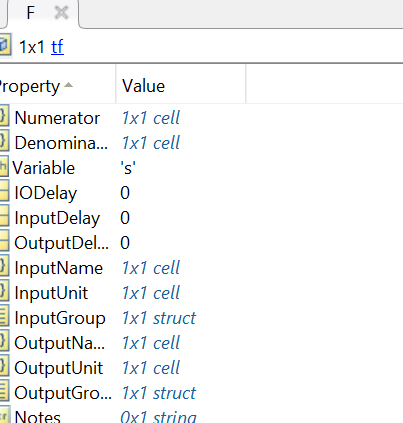 F
1x1 tf
Property Value
Numerator 1x1 cell
Denomina... 1x1 cell
Variable 's'
IODelay 0
InputDelay 0
OutputDel... 0
InputName 1x1 cell
InputUnit 1x1 cell
InputGroup 1x1 struct
OutputNa... 1x1 cell
OutputUnit 1x1 cell
OutputGro... 1x1 struct
Notes 0x1 string